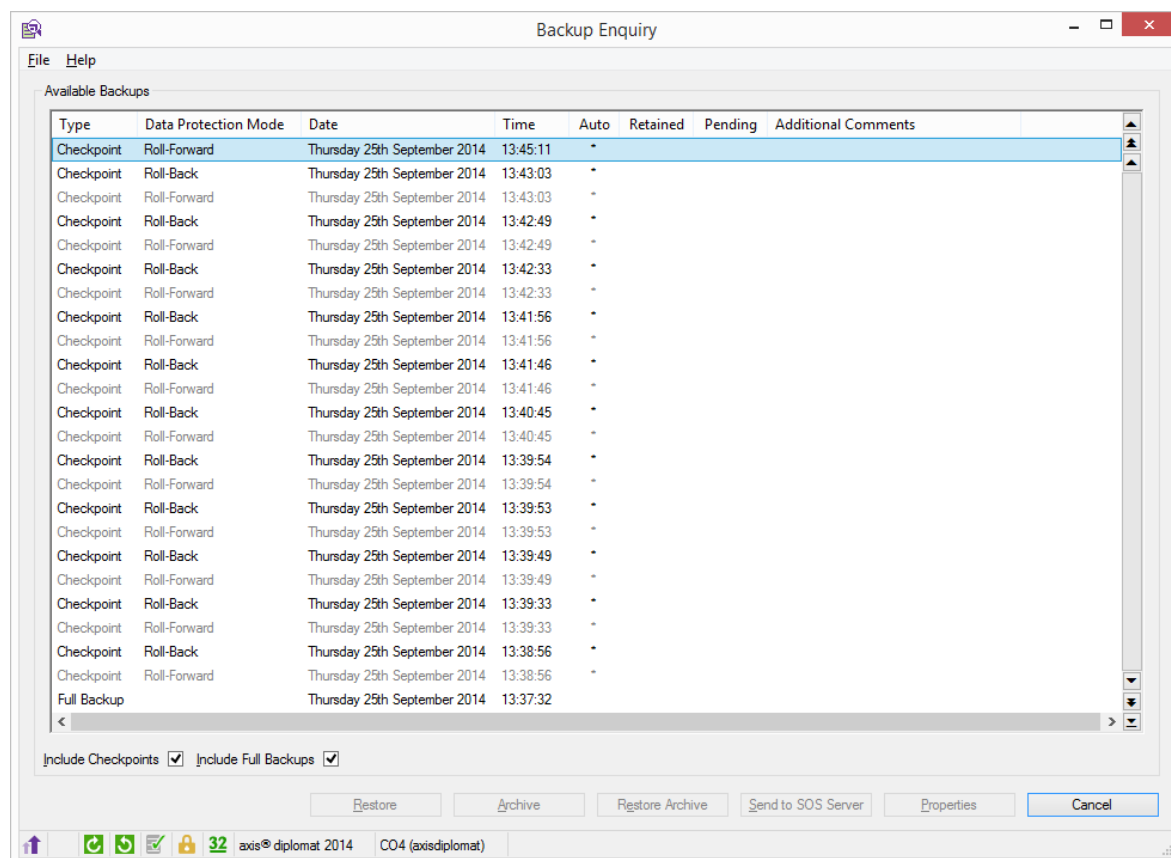 Backup Enquiry
File Help
Available Backups
Type Data Protection Mode Date Time Auto Retained Pending Additional Comments
Checkpoint Roll-Forward Thursday 25th September 2014 13:45:11 *
Checkpoint Roll-Back Thursday 25th September 2014 13:43:03 *
Checkpoint Roll-Forward Thursday 25th September 2014 13:43:03 *
Checkpoint Roll-Back Thursday 25th September 2014 13:42:49 *
Checkpoint Roll-Forward Thursday 25th September 2014 13:42:49 *
Checkpoint Roll-Back Thursday 25th September 2014 13:42:33 *
Checkpoint Roll-Forward Thursday 25th September 2014 13:42:33 *
Checkpoint Roll-Back Thursday 25th September 2014 13:41:56 *
Checkpoint Roll-Forward Thursday 25th September 2014 13:41:56 *
Checkpoint Roll-Back Thursday 25th September 2014 13:41:46 *
Checkpoint Roll-Forward Thursday 25th September 2014 13:41:46 *
Checkpoint Roll-Back Thursday 25th September 2014 13:40:45 *
Checkpoint Roll-Forward Thursday 25th September 2014 13:40:45 *
Checkpoint Roll-Back Thursday 25th September 2014 13:39:54 *
Checkpoint Roll-Forward Thursday 25th September 2014 13:39:54 *
Checkpoint Roll-Back Thursday 25th September 2014 13:39:53 *
Checkpoint Roll-Forward Thursday 25th September 2014 13:39:53 *
Checkpoint Roll-Back Thursday 25th September 2014 13:39:49 *
Checkpoint Roll-Forward Thursday 25th September 2014 13:39:49 *
Checkpoint Roll-Back Thursday 25th September 2014 13:39:33 *
Checkpoint Roll-Forward Thursday 25th September 2014 13:39:33 *
Checkpoint Roll-Back Thursday 25th September 2014 13:38:56 *
Checkpoint Roll-Forward Thursday 25th September 2014 13:38:56 *
Full Backup Thursday 25th September 2014 13:37:32
Include Checkpoints Include Full Backups
Restore Archive Restore Archive Send to SOS Server Properties Cancel
32 axis® diplomat 2014 CO4 (axisdiplomat)